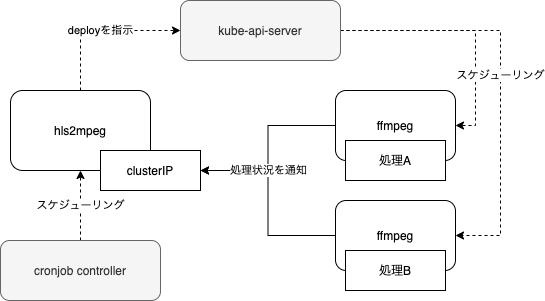 deployを指示
kube-api-server
スケジューリング
hls2mpeg
clusterIP
処理状況を通知
ffmpeg
処理A
スケジューリング
ffmpeg
処理B
cronjob controller